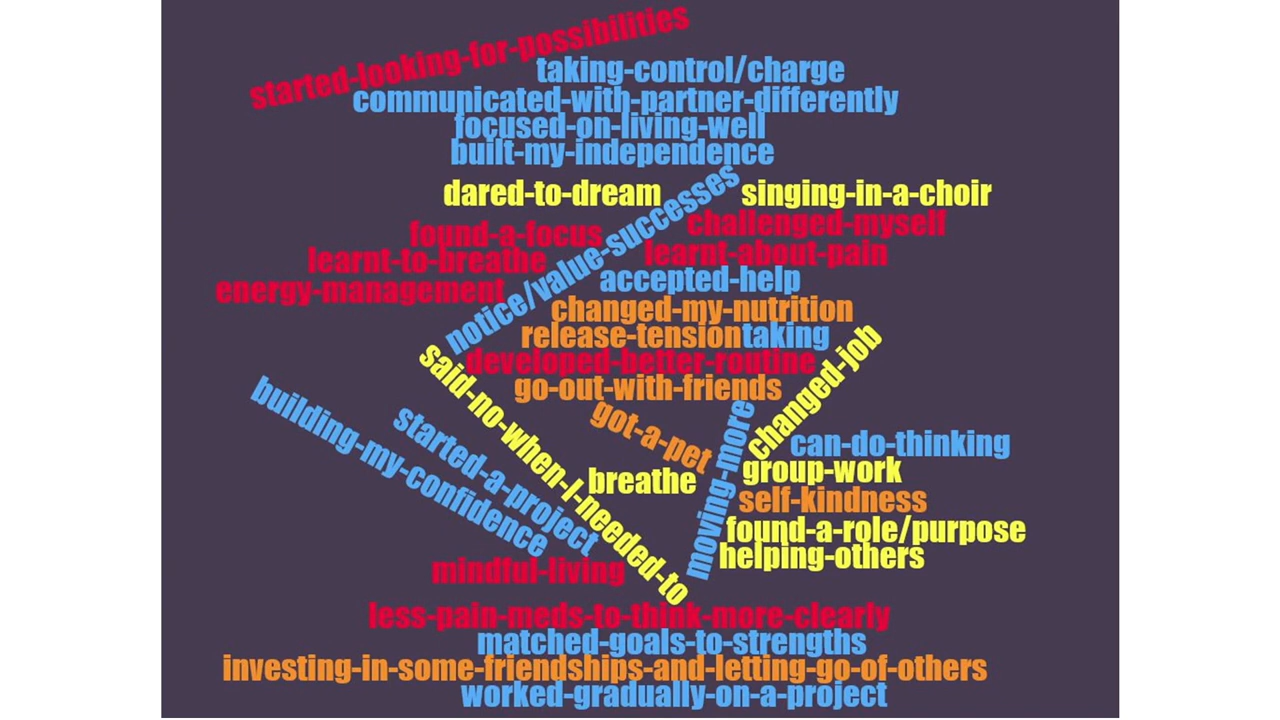 started-looking-for-possibilities
taking-control/charge
communicated-with-partner-differently
focused-on-living-well
built-my-independence
dared-to-dream
singing-in-a-choir
notice/value-successes
challenged-myself
found-a-focus
learnt-about-pain
learnt-to-breathe
accepted-help
energy-management
changed-my-nutrition
release-tension
taking
developed-better-routine
changed-job
said-no-when-I-needed-to
go-out-with-friends
building-my-confidence
started-a-project
got-a-pet
moving-more
can-do-thinking
group-work
breathe
self-kindness
found-a-role/purpose
helping-others
mindful-living
less-pain-meds-to-think-more-clearly
matched-goals-to-strengths
investing-in-some-friendships-and-letting-go-of-others
worked-gradually-on-a-project